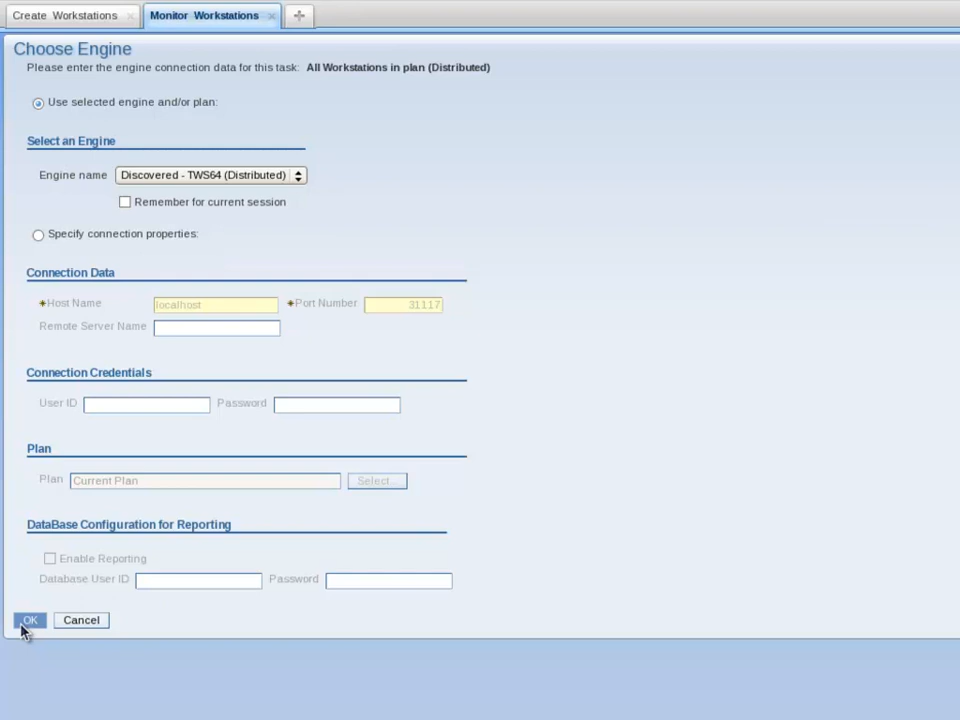 Create Workstations
Monitor Workstations
Choose Engine
Please enter the engine connection data for this task: All Workstations in plan (Distributed)
Use selected engine and/or plan:
Select an Engine
Engine name Discovered - TWS64 (Distributed)
Remember for current session
Specify connection properties:
Connection Data
✶Host Name localhost ✶Port Number 31117
Remote Server Name
Connection Credentials
User ID Password
Plan
Plan Current Plan Select...
DataBase Configuration for Reporting
Enable Reporting
Database User ID Password
OK Cancel